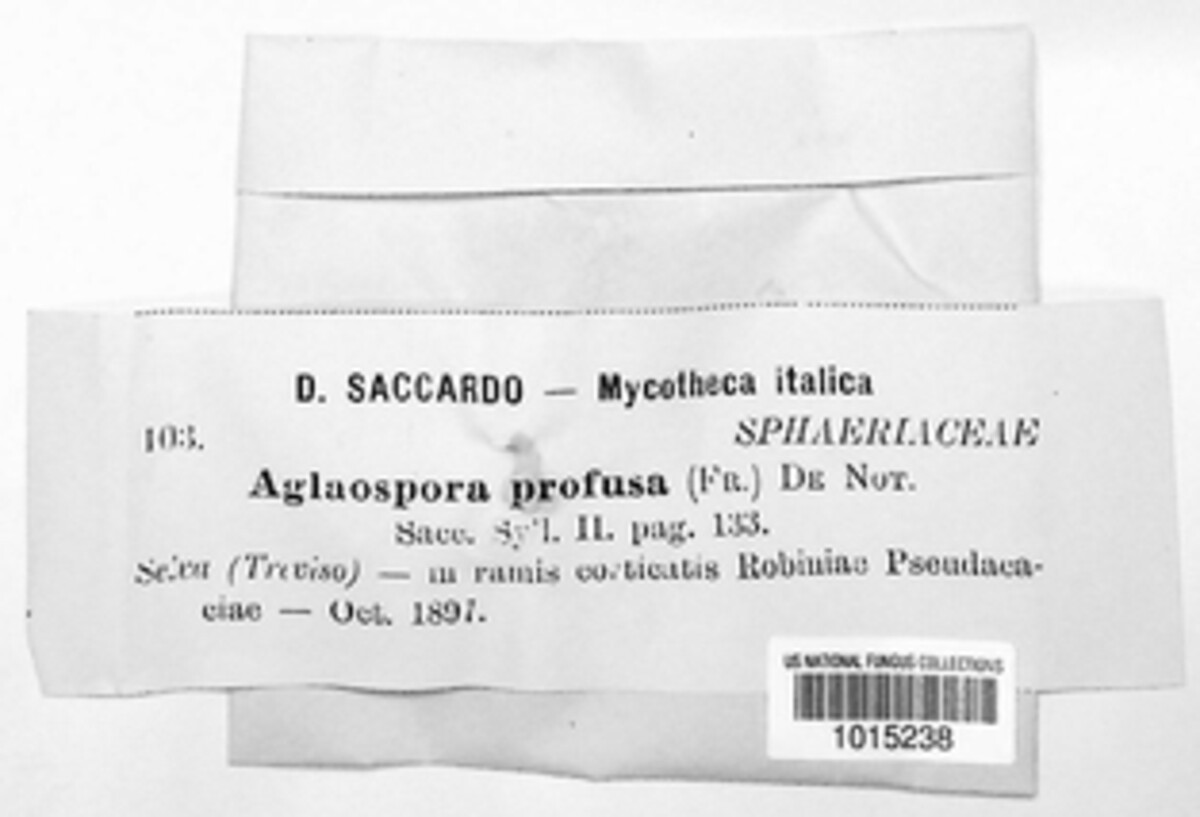 D. SACCARDO — Mycotheca italica
103. SPHAERIACEAE
Aglaospora profusa (FR.) DE NOT.
Sacc. Syll. II. pag. 133.
Selva (Treviso) — in ramis corticatis Robiniae Pseudaca-
ciae — Oct. 1897.
US NATIONAL FUNGUS COLLECTIONS
1015238